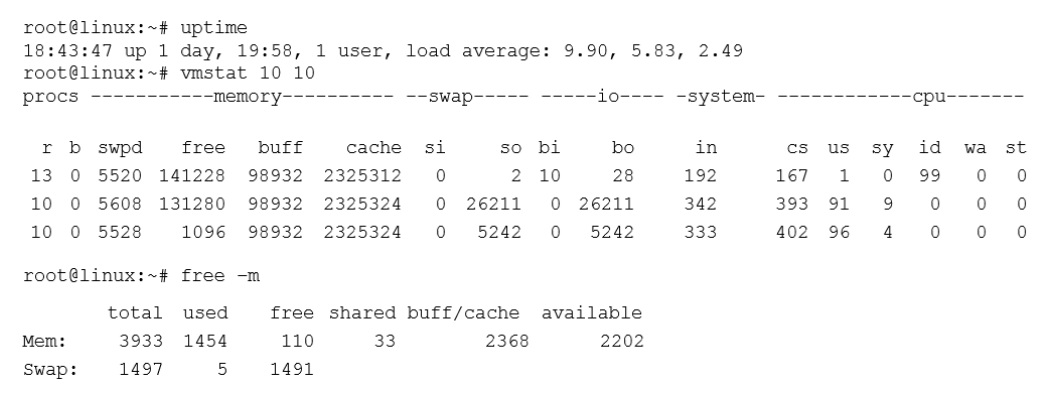 root@linux:~# uptime
18:43:47 up 1 day, 19:58, 1 user, load average: 9.90, 5.83, 2.49
root@linux:~# vmstat 10 10
procs -----------memory---------- --swap----- -----io---- -system- ------------cpu-------
r b swpd free buff cache si so bi bo in cs us sy id wa st
13 0 5520 141228 98932 2325312 0 2 10 28 192 167 1 0 99 0 0
10 0 5608 131280 98932 2325324 0 26211 0 26211 342 393 91 9 0 0 0
10 0 5528 1096 98932 2325324 0 5242 0 5242 333 402 96 4 0 0 0
root@linux:~# free -m
total used free shared buff/cache available
Mem: 3933 1454 110 33 2368 2202
Swap: 1497 5 1491